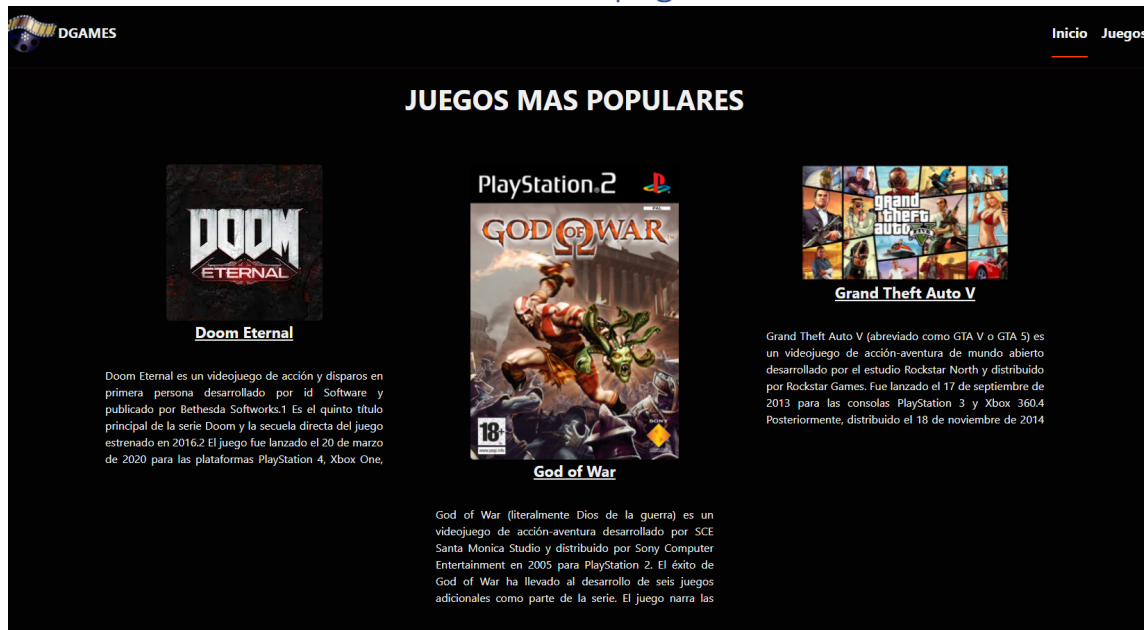 DGAMES
Inicio Juegos
JUEGOS MAS POPULARES
DOOM
ETERNAL
Doom Eternal
Doom Eternal es un videojuego de acción y disparos en
primera persona desarrollado por id Software y
publicado por Bethesda Softworks.1 Es el quinto título
principal de la serie Doom y la secuela directa del juego
estrenado en 2016.2 El juego fue lanzado el 20 de marzo
de 2020 para las plataformas PlayStation 4, Xbox One,
PlayStation.2
PAL
GOD OF WAR
18+
SONY
God of War
God of War (literalmente Dios de la guerra) es un
videojuego de acción-aventura desarrollado por SCE
Santa Monica Studio y distribuido por Sony Computer
Entertainment en 2005 para PlayStation 2. El éxito de
God of War ha llevado al desarrollo de seis juegos
adicionales como parte de la serie. El juego narra las
grand
theft
auto
Grand Theft Auto V
Grand Theft Auto V (abreviado como GTA V o GTA 5) es
un videojuego de acción-aventura de mundo abierto
desarrollado por el estudio Rockstar North y distribuido
por Rockstar Games. Fue lanzado el 17 de septiembre de
2013 para las consolas PlayStation 3 y Xbox 360.4
Posteriormente, distribuido el 18 de noviembre de 2014